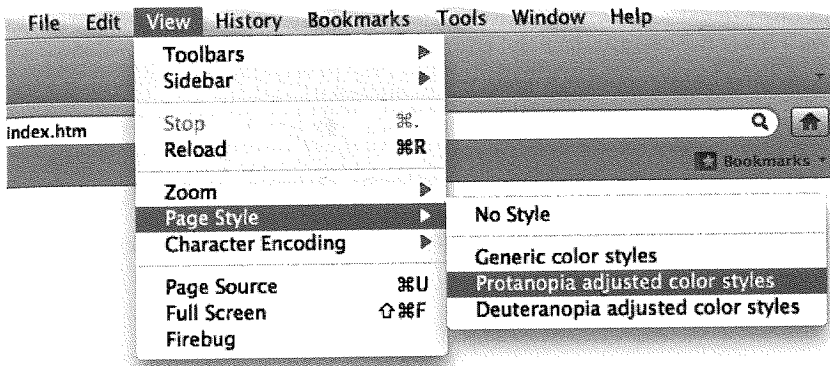 File Edit View History Bookmarks Tools Window Help
Toolbars
Sidebar
Stop ⌘.
index.htm
Reload ⌘R
Bookmarks
Zoom
Page Style
No Style
Character Encoding
Generic color styles
Protanopia adjusted color styles
Page Source ⌘U
Deuteranopia adjusted color styles
Full Screen ⇧⌘F
Firebug